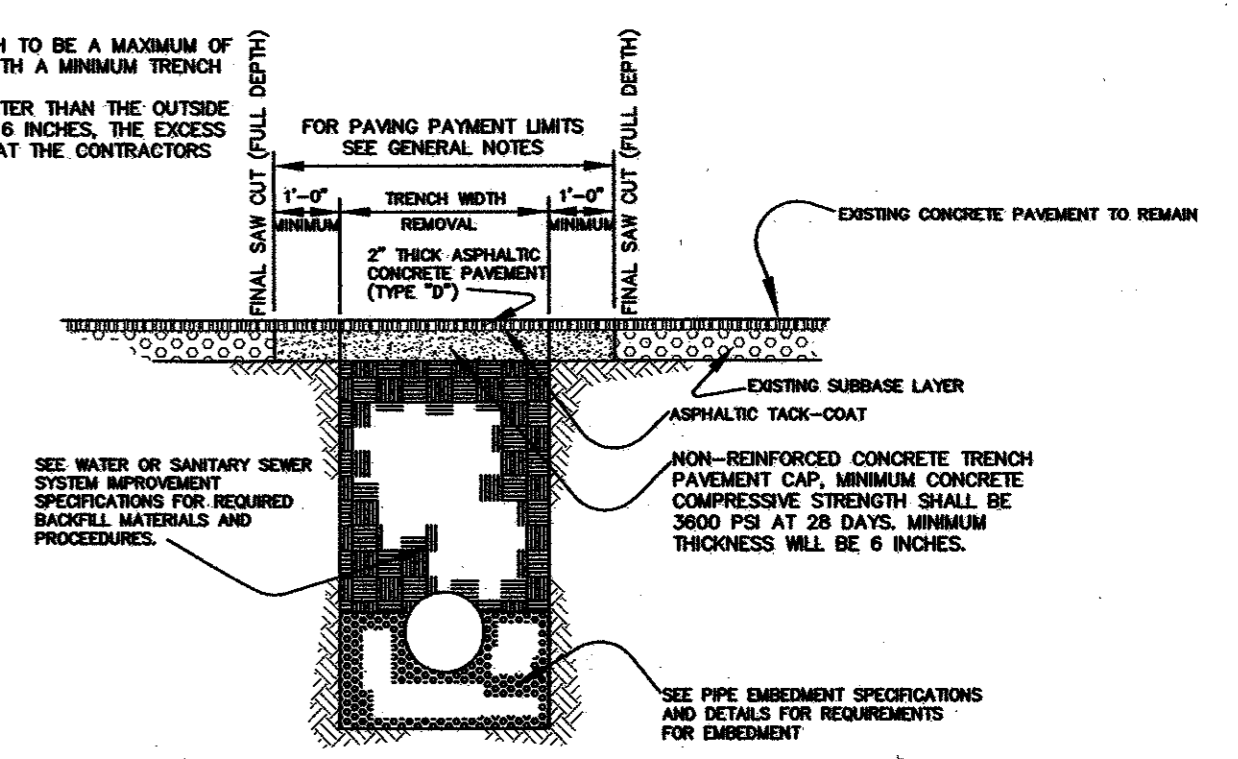 H TO BE A MAXIMUM OF
TH A MINIMUM TRENCH
TER THAN THE OUTSIDE
6 INCHES, THE EXCESS
AT THE CONTRACTORS
FINAL SAW CUT (FULL DEPTH)
FOR PAVING PAYMENT LIMITS
SEE GENERAL NOTES
FINAL SAW CUT (FULL DEPTH)
1'-0"
MINIMUM
TRENCH WIDTH
REMOVAL
1'-0"
MINIMUM
2" THICK ASPHALTIC
CONCRETE PAVEMENT
(TYPE "D")
EXISTING CONCRETE PAVEMENT TO REMAIN
EXISTING SUBBASE LAYER
ASPHALTIC TACK-COAT
NON-REINFORCED CONCRETE TRENCH
PAVEMENT CAP, MINIMUM CONCRETE
COMPRESSIVE STRENGTH SHALL BE
3600 PSI AT 28 DAYS. MINIMUM
THICKNESS WILL BE 6 INCHES.
SEE WATER OR SANITARY SEWER
SYSTEM IMPROVEMENT
SPECIFICATIONS FOR REQUIRED
BACKFILL MATERIALS AND
PROCEEDURES.
SEE PIPE EMBEDMENT SPECIFICATIONS
AND DETAILS FOR REQUIREMENTS
FOR EMBEDMENT